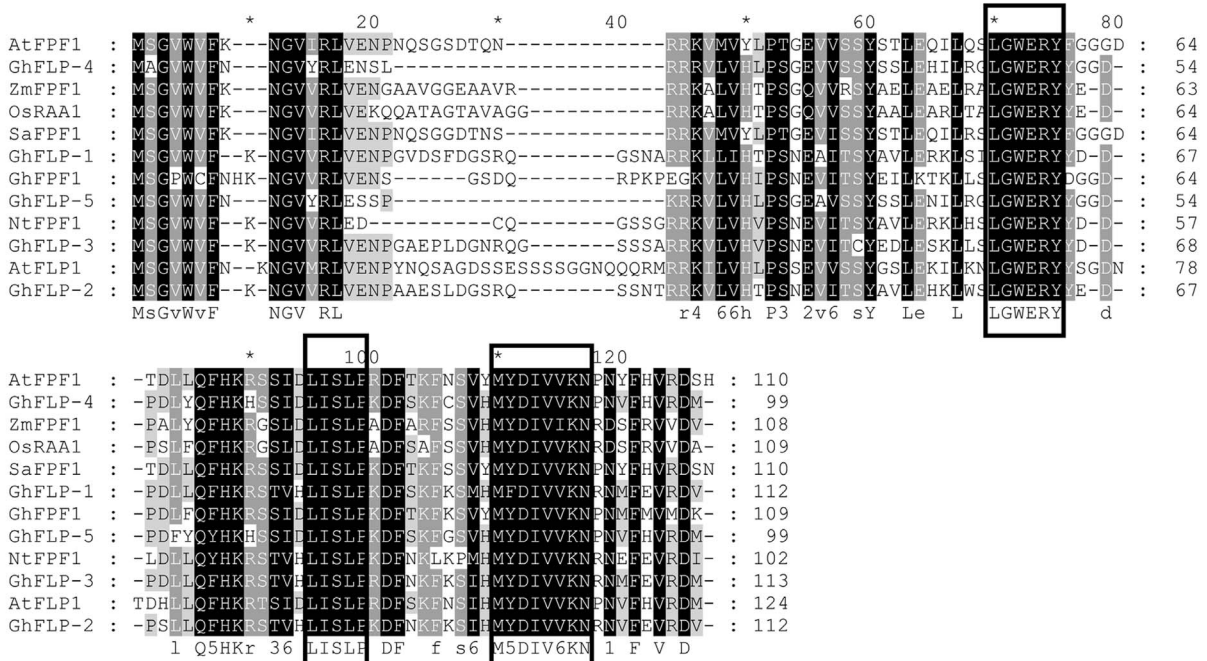 * 20 * 40 * 60 * 80
AtFPF1 : MSGVWVFK---NGVIRLVENPNQSGSDTQN-------------RRKVMVYLPTGEVVSSYSTLEQILQSLGWERYFGGGD : 64
GhFLP-4 : MAGVWVFN---NGVYRLENSL----------------------RRRVLVHLPSGEVVSSYSSLEHILRGLGWERYYGGD- : 54
ZmFPF1 : MSGVWVFK---NGVVRLVENGAAVGGEAAVR------------RRKALVHTPSGQVVRSYAELEAELRALGWERYYE-D- : 63
OsRAA1 : MSGVWVFK---NGVVRLVEKQQATAGTAVAGG-----------RRKVLVHTPSGQVVSSYAALEARLTALGWERYYE-D- : 64
SaFPF1 : MSGVWVFK---NGVIRLVENPNQSGGDTNS-------------RRKVMVYLPTGEVISSYSTLEQILRSLGWERYFGGGD : 64
GhFLP-1 : MSGVWVF--K-NGVVRLVENPGVDSFDGSRQ--------GSNARRKLLIHTPSNEAITSYAVLERKLSILGWERYYD-D- : 67
GhFPF1 : MSGPWCFNHK-NGVVRLVENS------GSDQ--------RPKPEGKVLVHTPSNEVITSYEILKTKLLSLGWERYYDGGD- : 64
GhFLP-5 : MSGVWVFN---NGVYRLESSP----------------------KRRVLVHLPSGEAVSSYSSLENILRGLGWERYYGGD- : 54
NtFPF1 : MSGVWVF--K-NGVVRLED----------CQ--------GSSGRRKVLVHVPSNEVITSYAVLERKLHSLGWERYYD-D- : 57
GhFLP-3 : MSGVWVF--K-NGVVRLVENPGAEPLDGNRQG-------SSSARRKVLVHVPSNEVITCYEDLESKLLSLGWERYYD-D- : 68
AtFLP1 : MSGVWVFN--KNGVMRLVENPYNQSAGDSSESSSSGGNQQQRMRRKILVHLPSSEVVSSYGSLEKILKNLGWERYYSGDN : 78
GhFLP-2 : MSGVWVF--K-NGVVRLVENPAAESLDGSRQ--------SSNTRRKVLVHTPSNEVITSYAVLEHKLWSLGWERYYD-D- : 67
MsGvWvF NGV RL r4 66h P3 2v6 sY Le L LGWERY d
* 100 * 120
AtFPF1 : -TDLLQFHKRSSIDLISLPRDFTKFNSVYMYDIVVKNPNYFHVRDSH : 110
GhFLP-4 : -PDLYQFHKHSSIDLISLPKDFSKFCSVHMYDIVVKNPNVFHVRDM- : 99
ZmFPF1 : -PALYQFHKRGSLDLISLPADFARFSSVHMYDIVIKNRDSFRVVDV- : 108
OsRAA1 : -PSLFQFHKRGSLDLISLPADFSAFSSVHMYDIVVKNRDSFRVVDA- : 109
SaFPF1 : -TDLLQFHKRSSIDLISLPKDFTKFSSVYMYDIVVKNPNYFHVRDSN : 110
GhFLP-1 : -PDLLQFHKRSTVHLISLPKDFSKFKSMHMFDIVVKNRNMFEVRDV- : 112
GhFPF1 : -PDLFQFHKRSSIDLISLPKDFTKFKSVYMYDIVVKNPNMFMVMDK- : 109
GhFLP-5 : -PDFYQYHKHSSIDLISLPKDFSKFGSVHMYDIVVKNPNVFHVRDM- : 99
NtFPF1 : -LDLLQYHKRSTVHLISLPKDFNKLKPMHMYDIVVKNRNEFEVRDI- : 102
GhFLP-3 : -PDLLQFHKRSTVHLISLPRDFNKFKSIHMYDIVVKNRNMFEVRDM- : 113
AtFLP1 : TDHLLQFHKRTSIDLISLPRDFSKFNSIHMYDIVVKNPNVFHVRDM- : 124
GhFLP-2 : -PSLLQFHKRSTVHLISLPKDFNKFKSIHMYDIVVKNRNMFEVRDV- : 112
l Q5HKr 36 LISLP DF f s6 M5DIV6KN 1 F V D